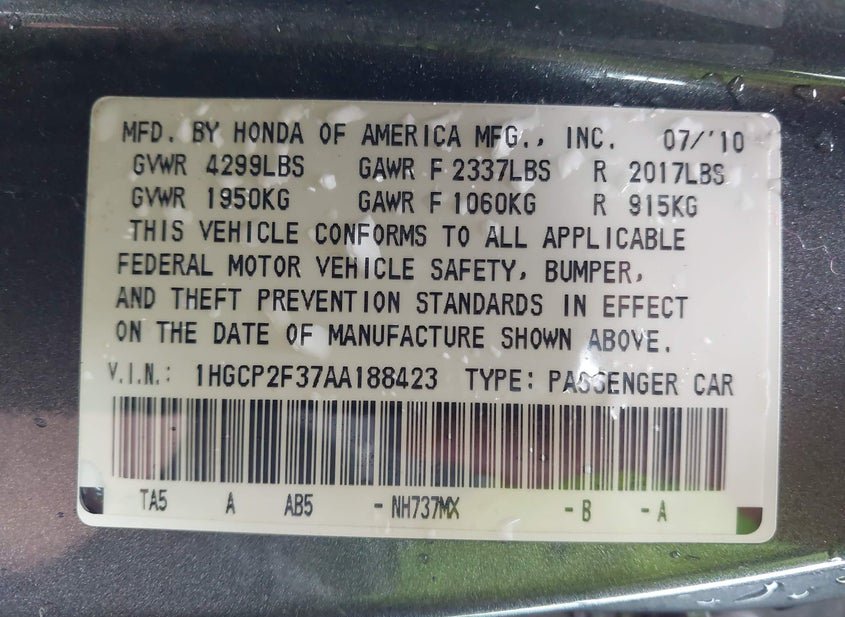 MFD. BY HONDA OF AMERICA MFG., INC. 07/'10
GVWR 4299LBS GAWR F 2337LBS R 2017LBS
GVWR 1950KG GAWR F 1060KG R 915KG
THIS VEHICLE CONFORMS TO ALL APPLICABLE
FEDERAL MOTOR VEHICLE SAFETY, BUMPER,
AND THEFT PREVENTION STANDARDS IN EFFECT
ON THE DATE OF MANUFACTURE SHOWN ABOVE.
V.I.N.: 1HGCP2F37AA188423 TYPE: PASSENGER CAR
TA5 A AB5 - NH737MX - B - A